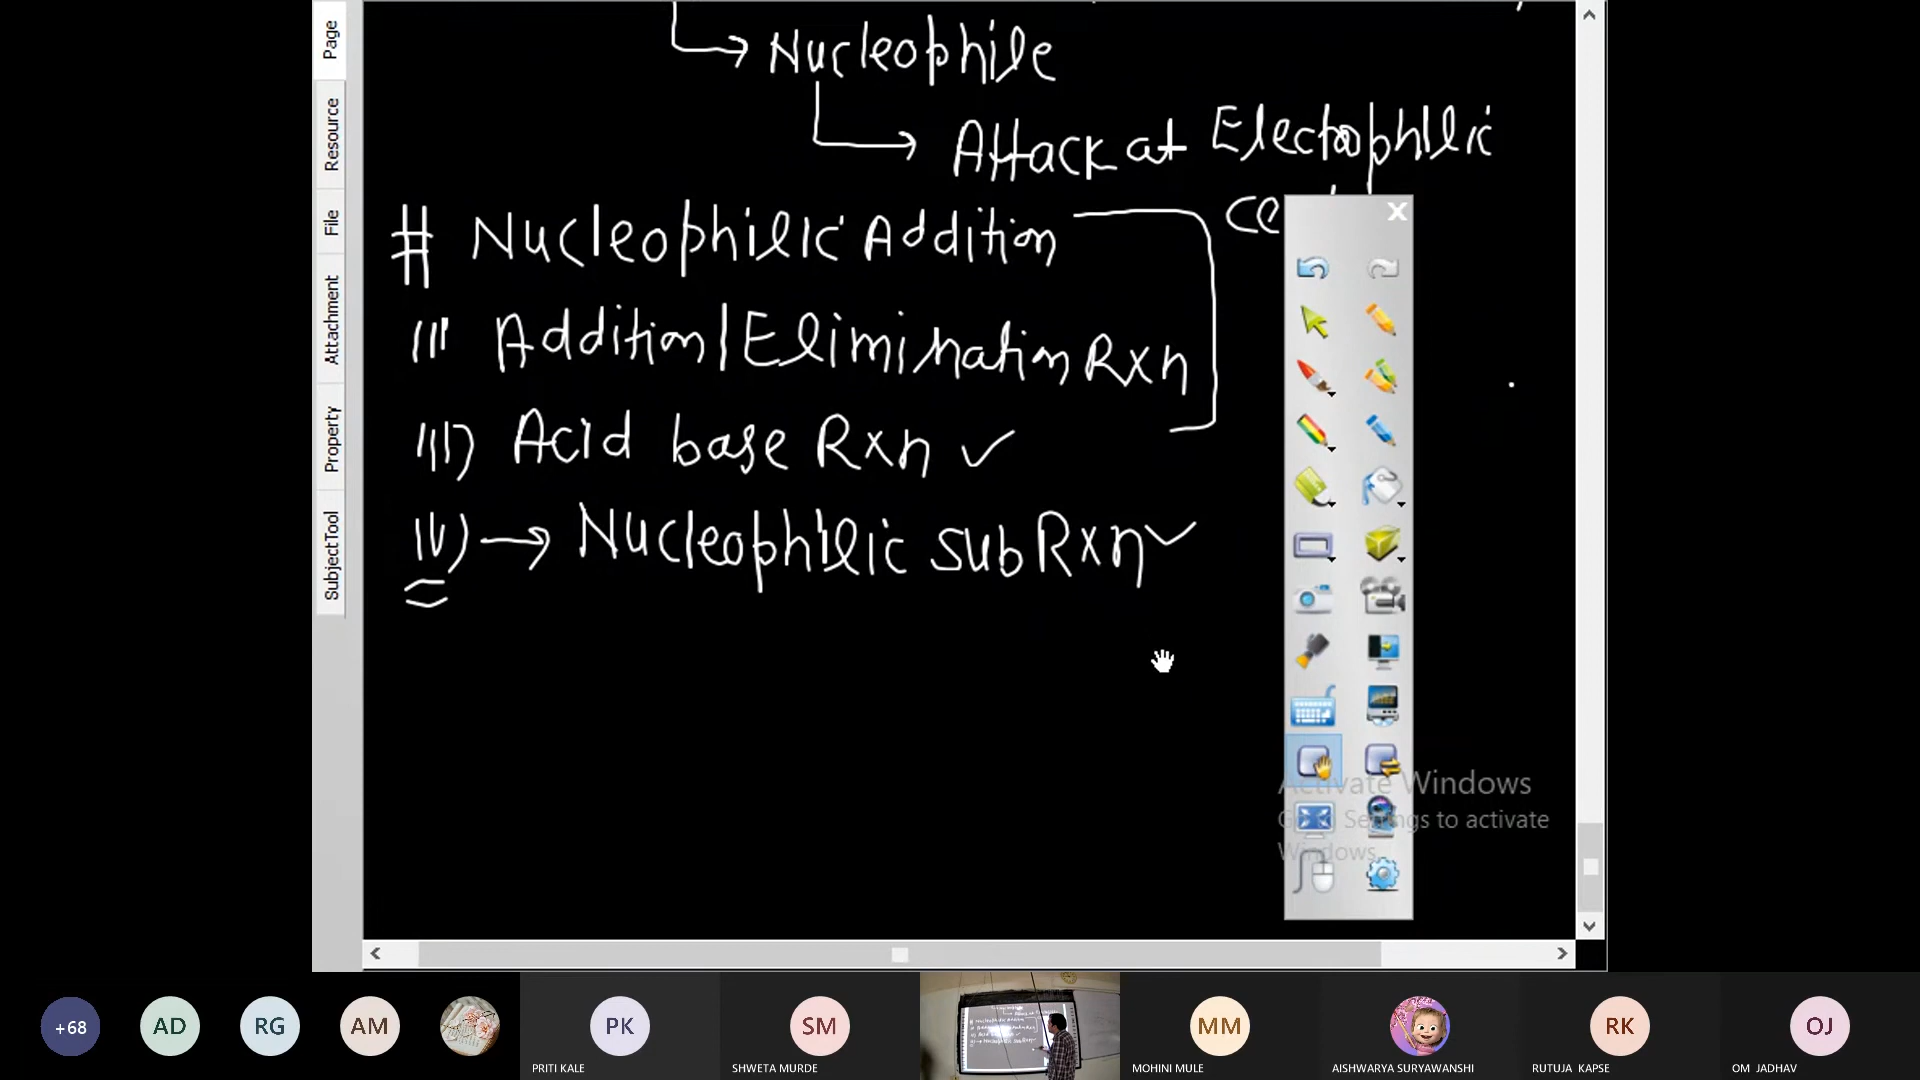 Page
Resource
File
Attachment
Property
SubjectTool
→ Nucleophile
→ Attack at Electrophilic
ce
# Nucleophilic Addition
II Addition/Elimination Rxn
III) Acid base Rxn ✓
IV) → Nucleophilic sub Rxn ✓
X
Activate Windows
Go to Settings to activate
Windows.
+68
AD
RG
AM
PK
PRITI KALE
SM
SHWETA MURDE
MM
MOHINI MULE
AISHWARYA SURYAWANSHI
RK
RUTUJA KAPSE
OJ
OM JADHAV